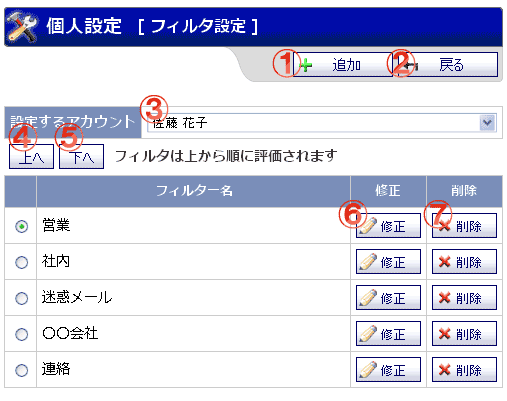 個人設定 [ フィルタ設定 ]
① 追加 ② 戻る
設定するアカウント ③ 佐藤 花子
④ ⑤
上へ 下へ フィルタは上から順に評価されます
フィルター名 修正 削除
営業 ⑥ 修正 ⑦ 削除
社内 修正 削除
迷惑メール 修正 削除
〇〇会社 修正 削除
連絡 修正 削除